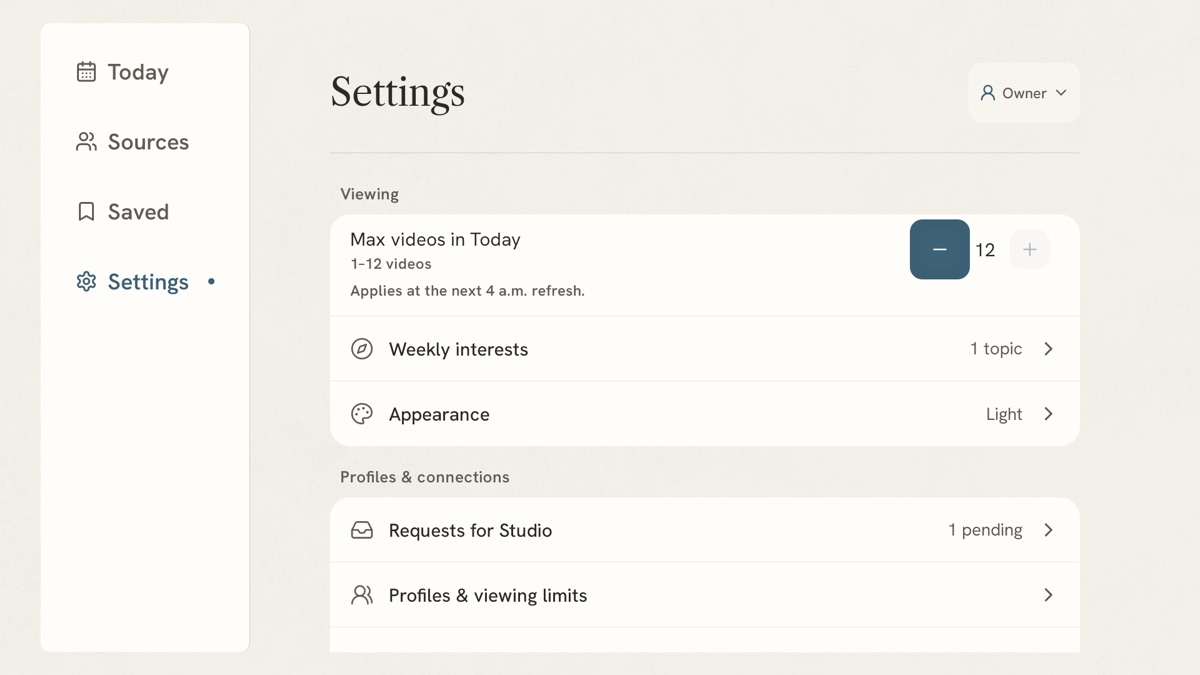 Today
Sources
Saved
Settings
Settings
Owner
Viewing
Max videos in Today
1–12 videos
Applies at the next 4 a.m. refresh.
− 12 +
Weekly interests
1 topic
Appearance
Light
Profiles & connections
Requests for Studio
1 pending
Profiles & viewing limits